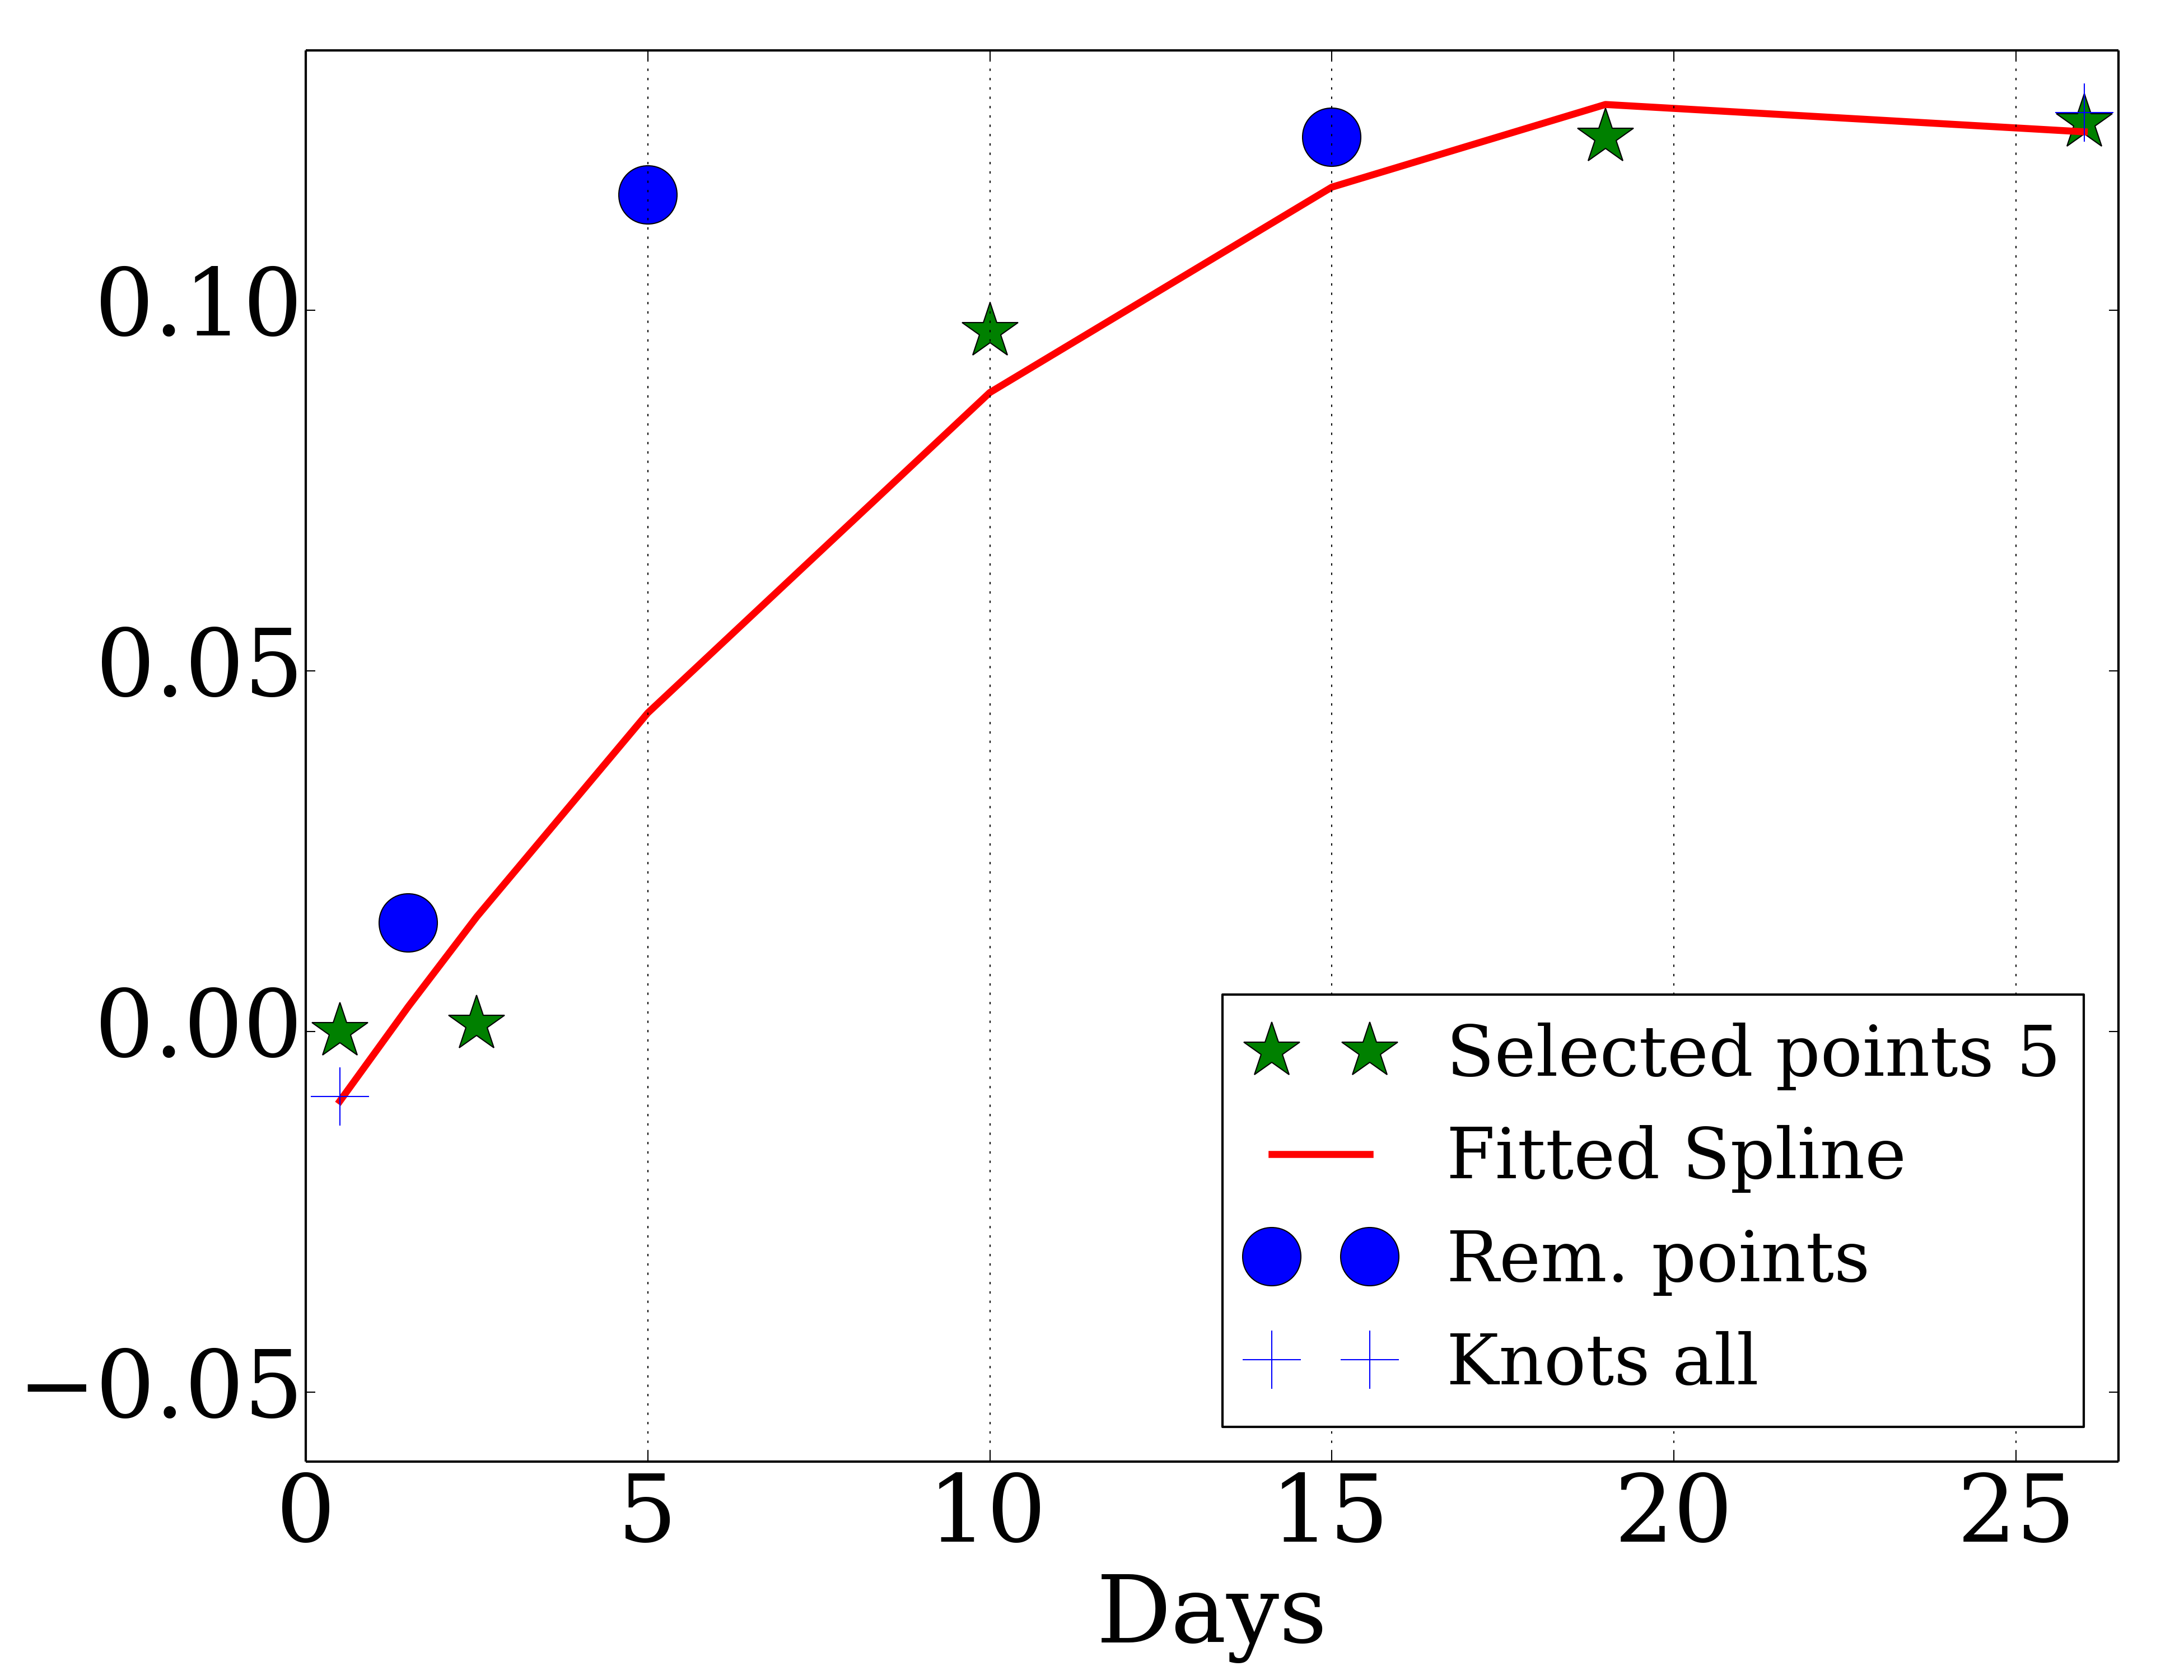 0.10
0.05
0.00
−0.05
Selected points 5
Fitted Spline
Rem. points
Knots all
0 5 10 15 20 25
Days